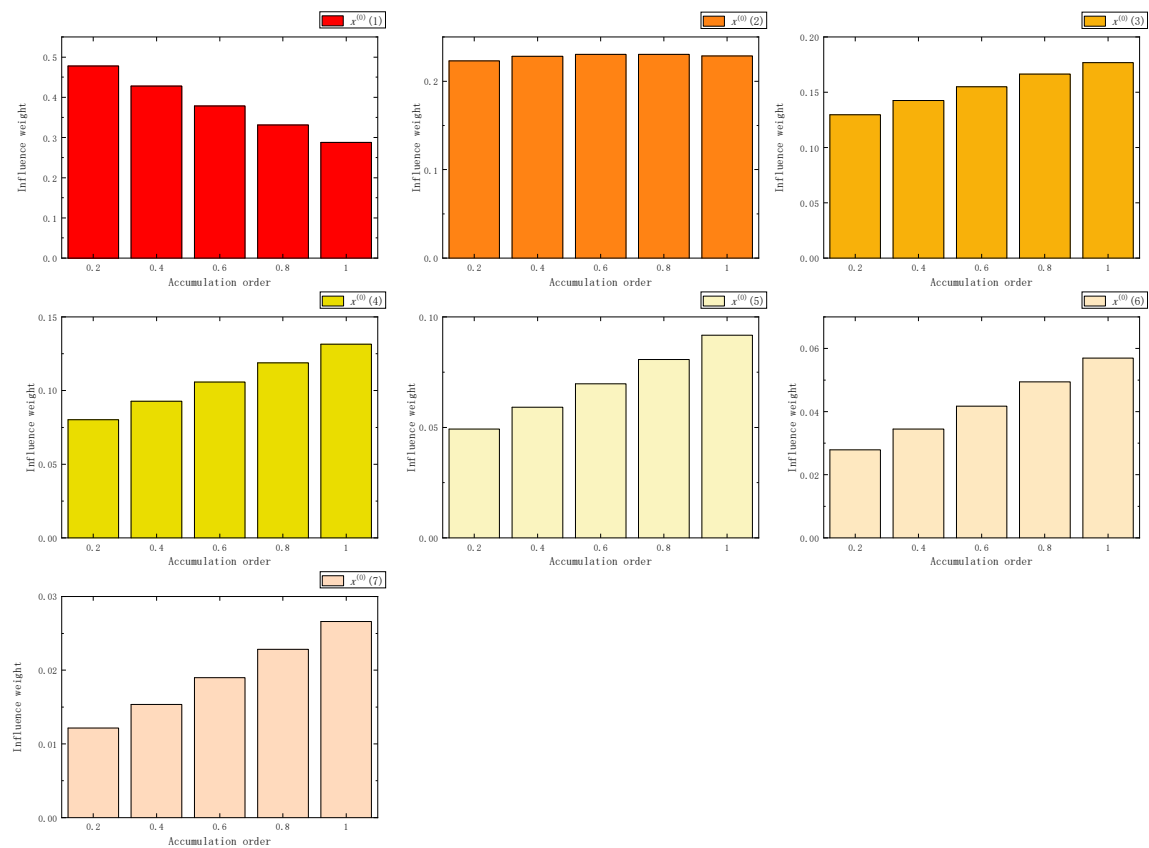 x⁽⁰⁾(1)
0.5
0.4
0.3
0.2
0.1
0.0
Influence weight
0.2 0.4 0.6 0.8 1
Accumulation order
x⁽⁰⁾(2)
0.2
0.1
0.0
Influence weight
0.2 0.4 0.6 0.8 1
Accumulation order
x⁽⁰⁾(3)
0.20
0.15
0.10
0.05
0.00
Influence weight
0.2 0.4 0.6 0.8 1
Accumulation order
x⁽⁰⁾(4)
0.15
0.10
0.05
0.00
Influence weight
0.2 0.4 0.6 0.8 1
Accumulation order
x⁽⁰⁾(5)
0.10
0.05
0.00
Influence weight
0.2 0.4 0.6 0.8 1
Accumulation order
x⁽⁰⁾(6)
0.06
0.04
0.02
0.00
Influence weight
0.2 0.4 0.6 0.8 1
Accumulation order
x⁽⁰⁾(7)
0.03
0.02
0.01
0.00
Influence weight
0.2 0.4 0.6 0.8 1
Accumulation order